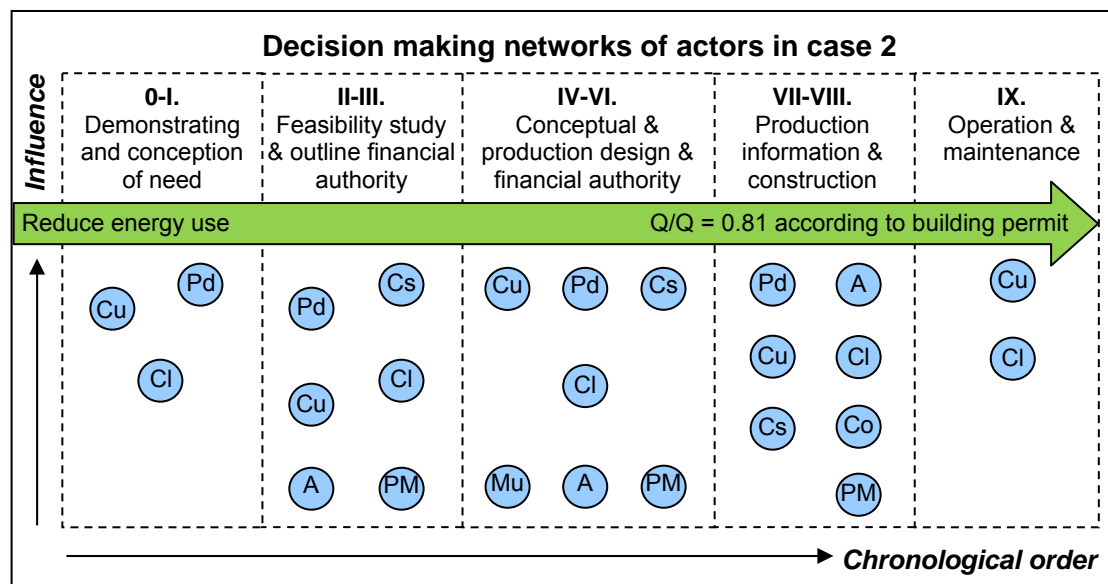 Decision making networks of actors in case 2
Influence
0-I.
Demonstrating
and conception
of need
II-III.
Feasibility study
& outline financial
authority
IV-VI.
Conceptual &
production design &
financial authority
VII-VIII.
Production
information &
construction
IX.
Operation &
maintenance
Reduce energy use
Q/Q = 0.81 according to building permit
Cu
Pd
Cl
Pd
Cs
Cu
Cl
A
PM
Cu
Pd
Cs
Cl
Mu
A
PM
Pd
A
Cu
Cl
Cs
Co
PM
Cu
Cl
Chronological order